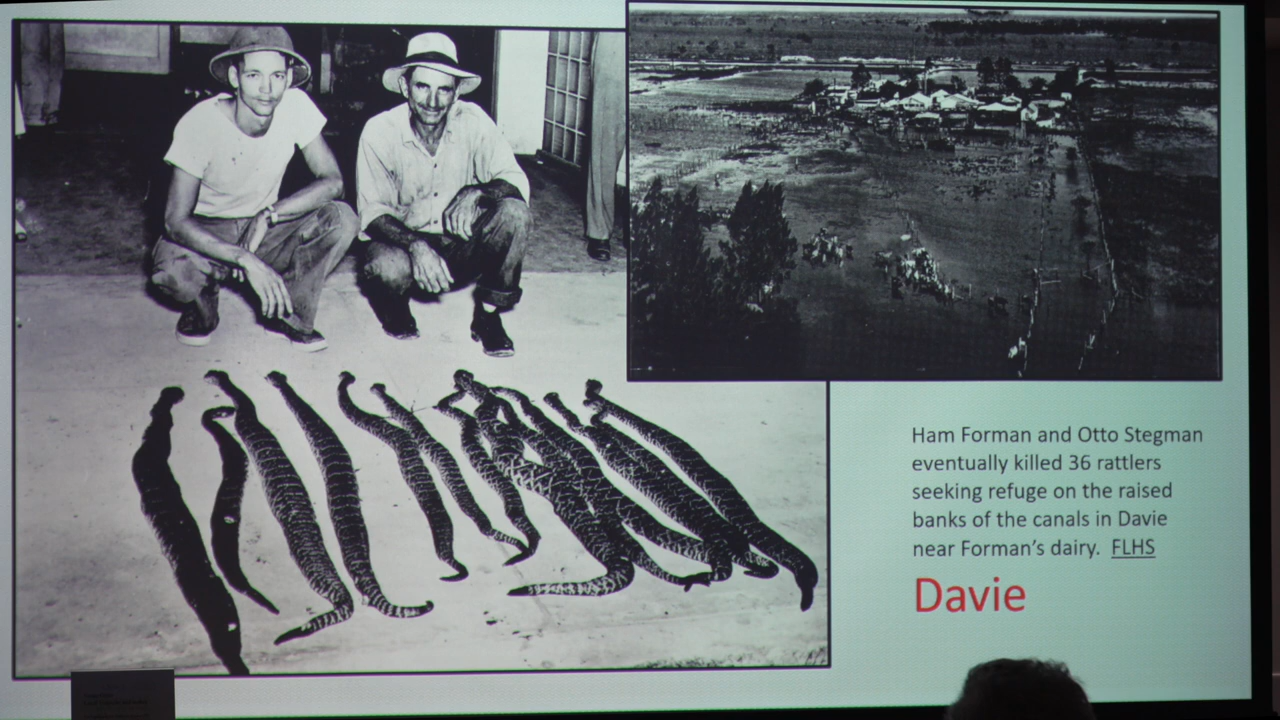 Ham Forman and Otto Stegman
eventually killed 36 rattlers
seeking refuge on the raised
banks of the canals in Davie
near Forman’s dairy. FLHS
Davie